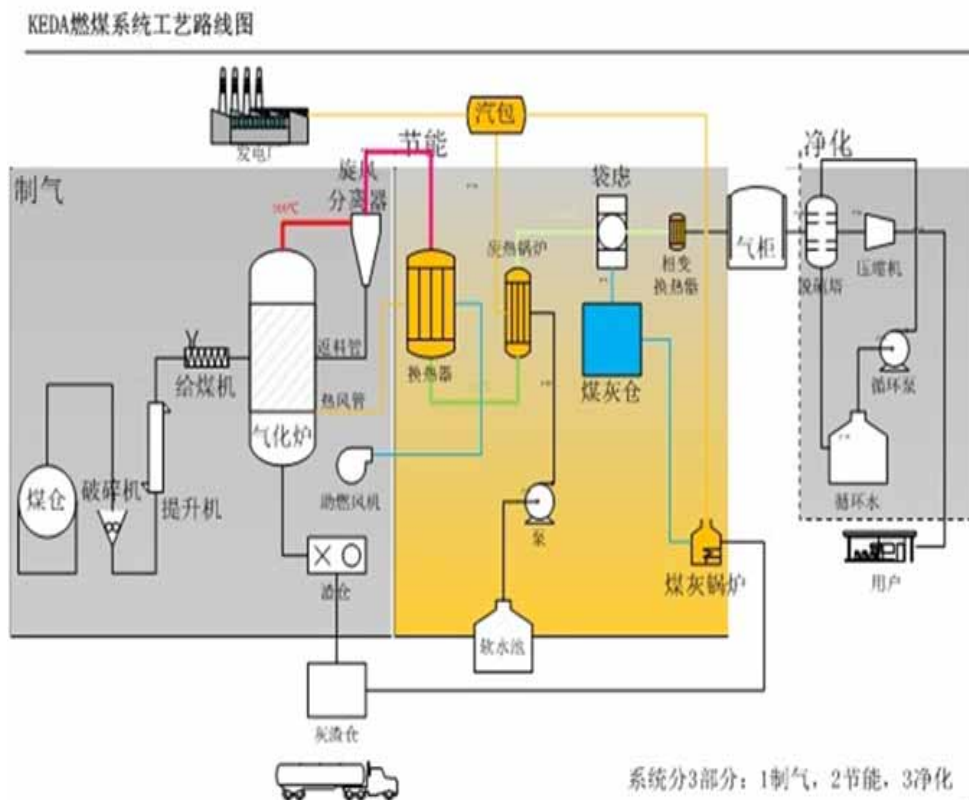 KEDA燃煤系统工艺路线图
汽包
发电厂
节能
净化
制气
旋风
分离器
袋虑
换热器
相变
换热器
气柜
脱硫塔
压缩机
给煤机
返料管
热风管
气化炉
煤灰仓
循环泵
煤仓
破碎机
提升机
助燃风机
泵
循环水
渣仓
煤灰锅炉
用户
软水池
灰渣仓
系统分3部分：1制气，2节能，3净化